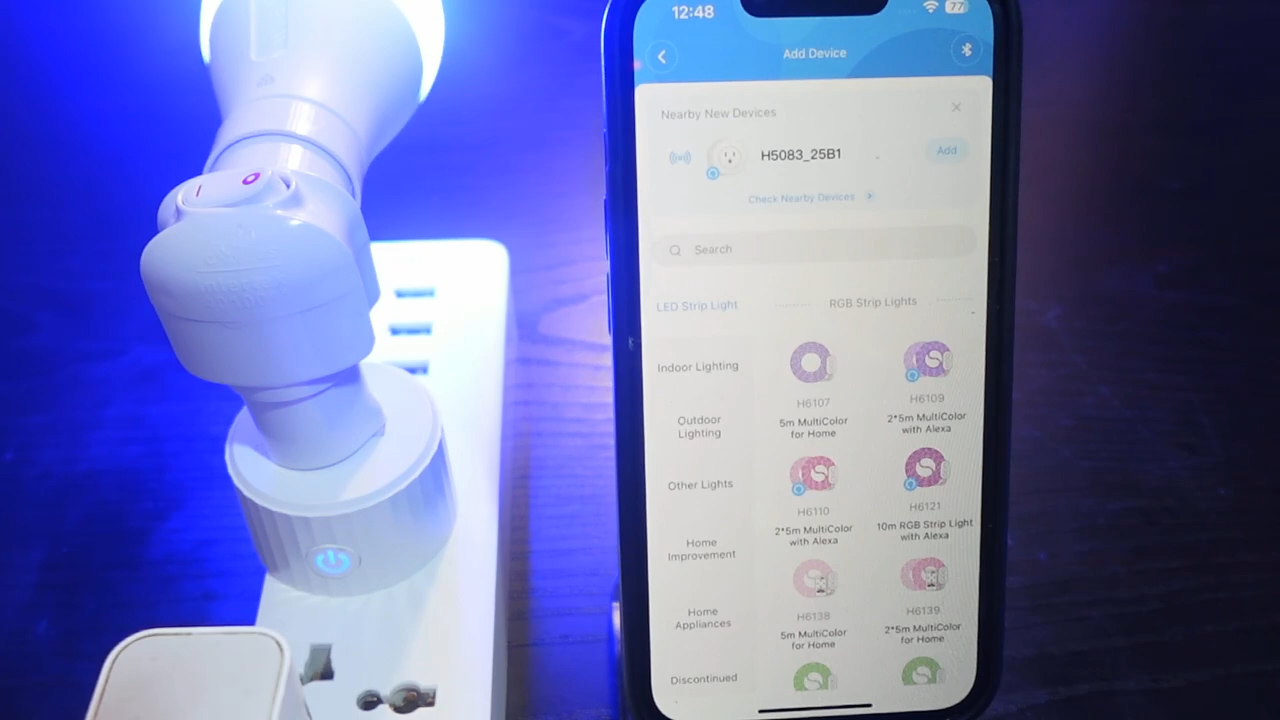 12:48
77
Add Device
Nearby New Devices
H5083_25B1
Add
Check Nearby Devices
Search
LED Strip Light
RGB Strip Lights
Indoor Lighting
H6107
5m MultiColor
for Home
H6109
2*5m MultiColor
with Alexa
Outdoor
Lighting
Other Lights
H6110
2*5m MultiColor
with Alexa
H6121
10m RGB Strip Light
with Alexa
Home
Improvement
Home
Appliances
H6138
5m MultiColor
for Home
H6139
2*5m MultiColor
for Home
Discontinued